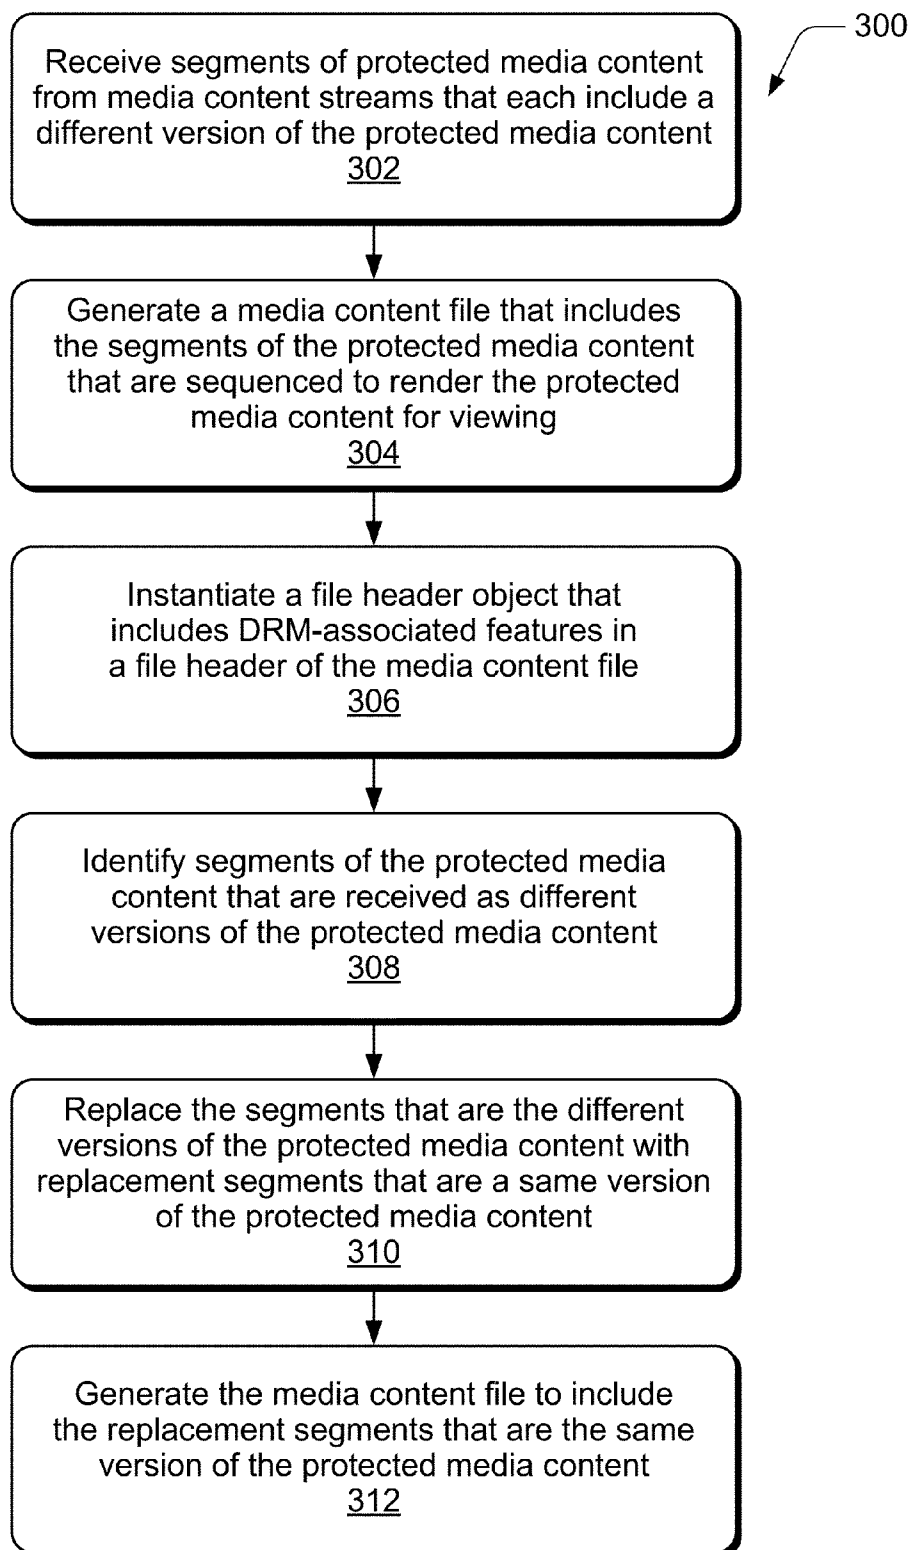 300
Receive segments of protected media content
from media content streams that each include a
different version of the protected media content
302
Generate a media content file that includes
the segments of the protected media content
that are sequenced to render the protected
media content for viewing
304
Instantiate a file header object that
includes DRM-associated features in
a file header of the media content file
306
Identify segments of the protected media
content that are received as different
versions of the protected media content
308
Replace the segments that are the different
versions of the protected media content with
replacement segments that are a same version
of the protected media content
310
Generate the media content file to include
the replacement segments that are the same
version of the protected media content
312